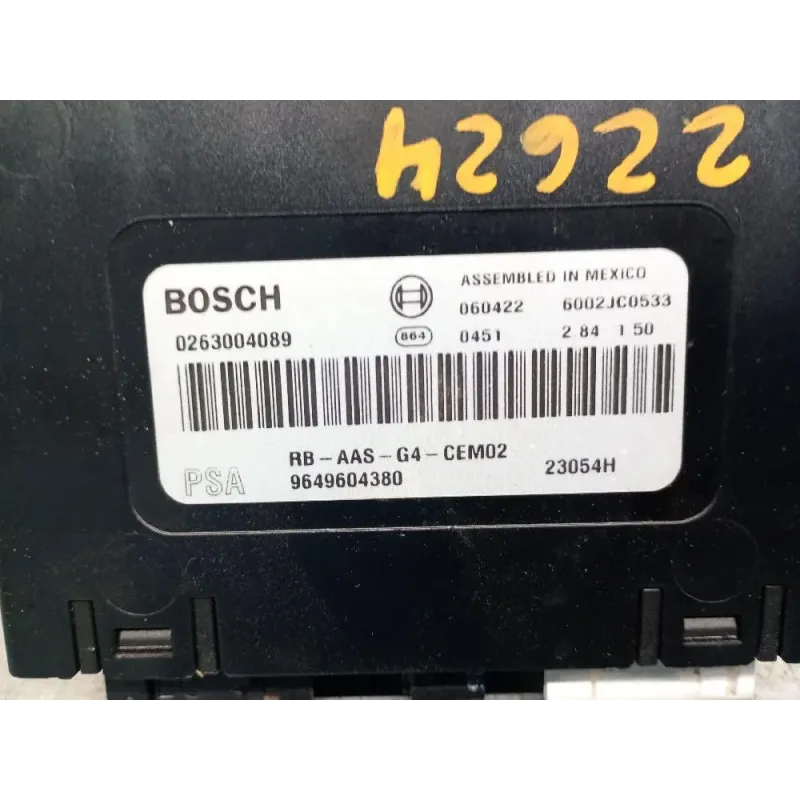 22624
BOSCH
ASSEMBLED IN MEXICO
060422 6002JC0533
0263004089
864 0451 2 84 1 50
RB-AAS-G4-CEM02
PSA
9649604380
23054H